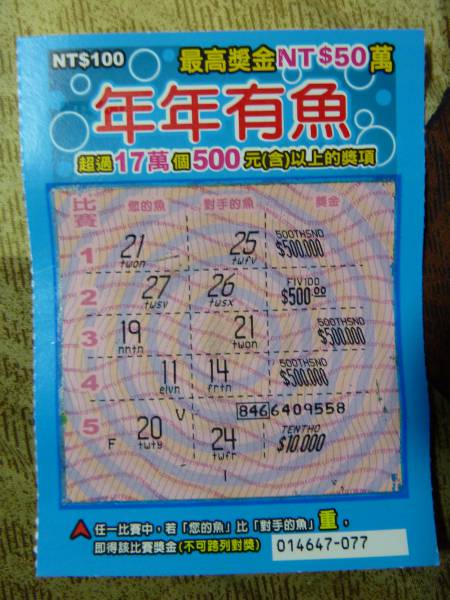 NT$100 最高獎金NT$50萬
年年有魚
超過17萬個500元(含)以上的獎項
比賽 您的魚 對手的魚 獎金
1 21 25 500THSND
twon twfv $500,000
2 27 26 FIV100
twsv twsx $500.00
3 19 21 500THSND
nntn twon $500,000
4 11 14 500THSND
elvn frtn $500,000
V 8466409558
5 20 24 TENTHO
F twty twfr $10,000
I
任一比賽中,若「您的魚」比「對手的魚」重,
即得該比賽獎金(不可跨列對獎) 014647-077